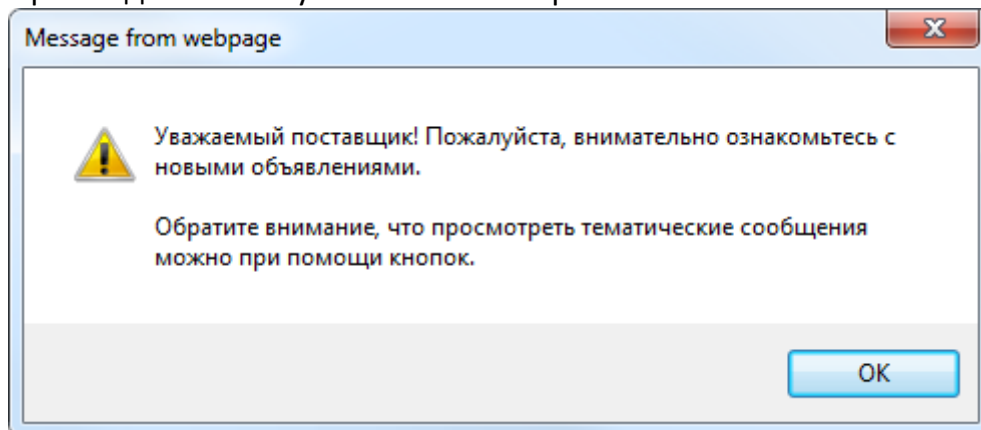 Message from webpage
Уважаемый поставщик! Пожалуйста, внимательно ознакомьтесь с
новыми объявлениями.
Обратите внимание, что просмотреть тематические сообщения
можно при помощи кнопок.
OK